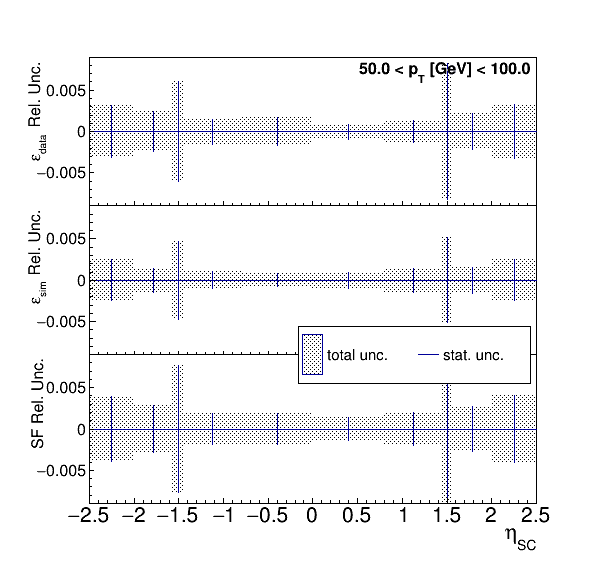 50.0 < p_T [GeV] < 100.0
ε_data Rel. Unc.
0.005
0
−0.005
ε_sim Rel. Unc.
0.005
0
−0.005
total unc.
stat. unc.
SF Rel. Unc.
0.005
0
−0.005
−2.5 −2 −1.5 −1 −0.5 0 0.5 1 1.5 2 2.5
η_SC